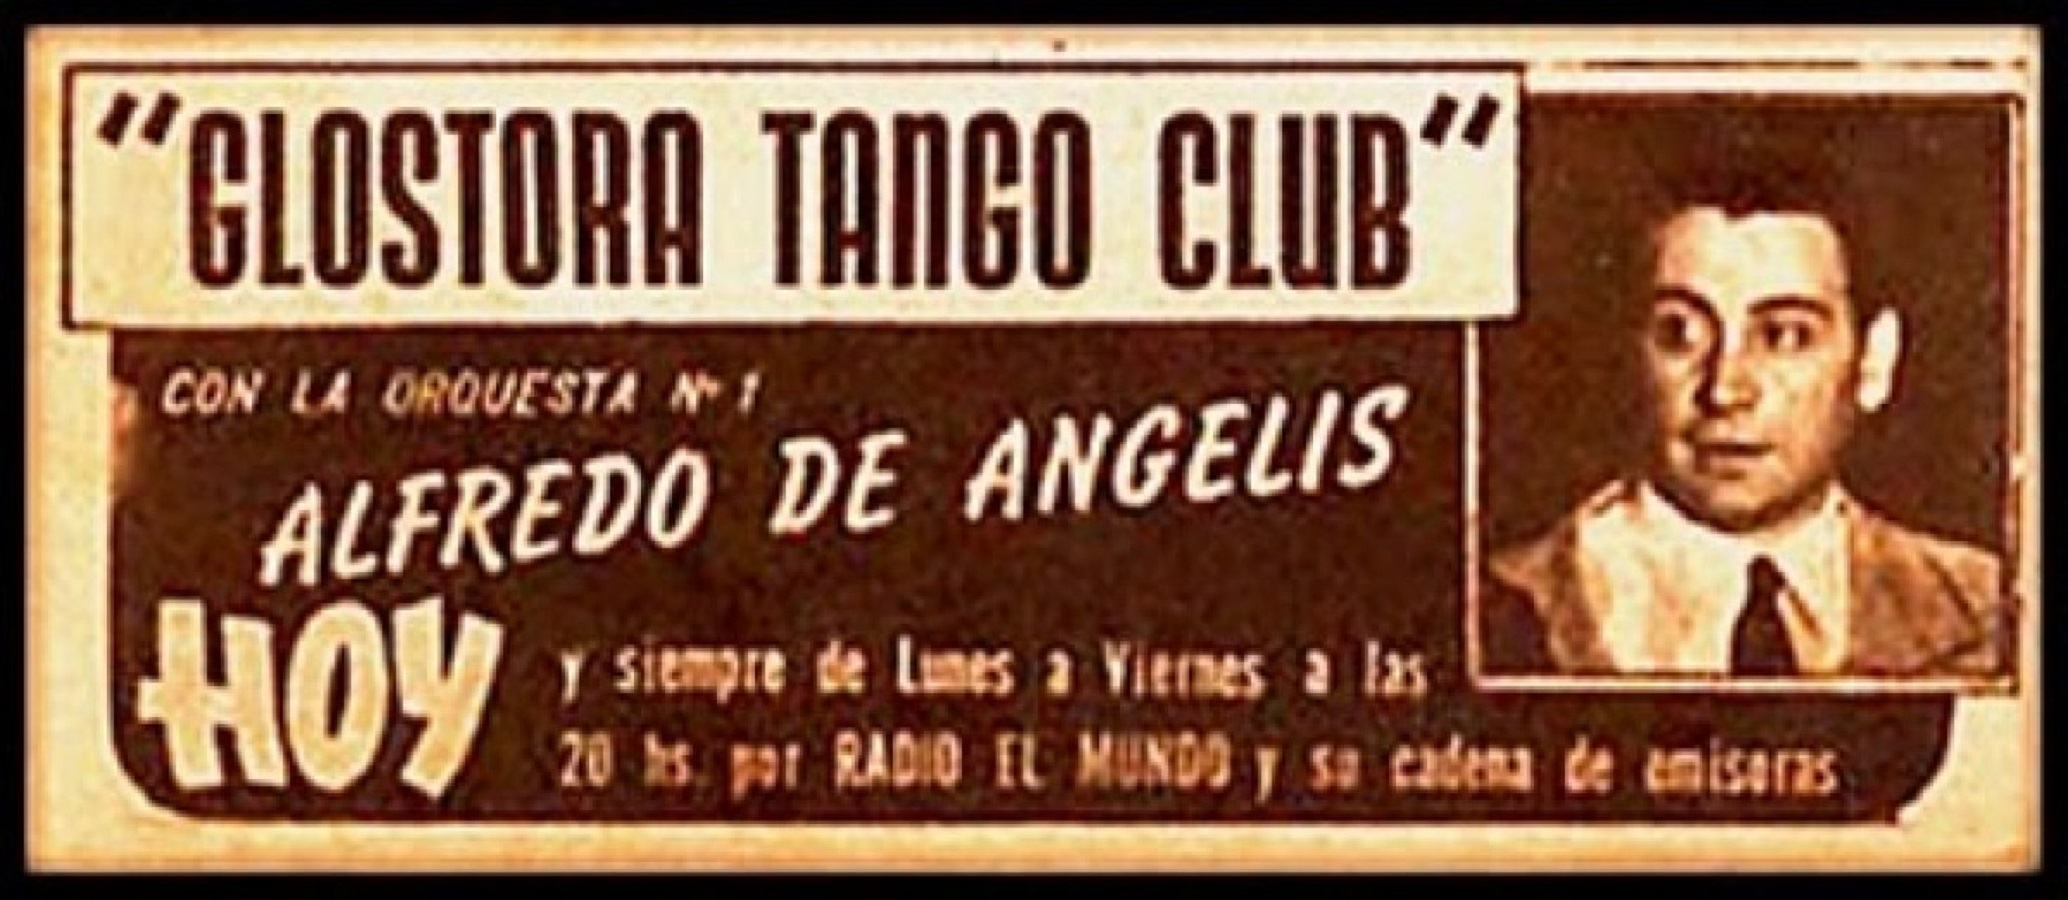 "GLOSTORA TANGO CLUB"
CON LA ORQUESTA Nº 1
ALFREDO DE ANGELIS
HOY
y siempre de Lunes a Viernes a las
20 hs. por RADIO EL MUNDO y su cadena de emisoras